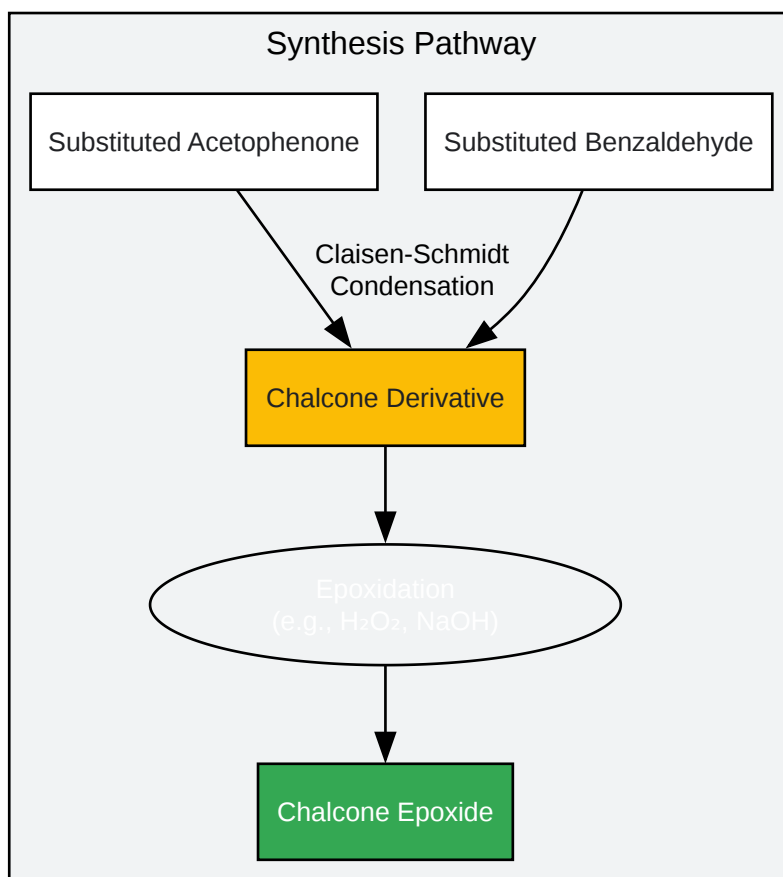 Synthesis Pathway
Substituted Acetophenone
Substituted Benzaldehyde
Claisen-Schmidt
Condensation
Chalcone Derivative
Epoxidation
(e.g., H₂O₂, NaOH)
Chalcone Epoxide